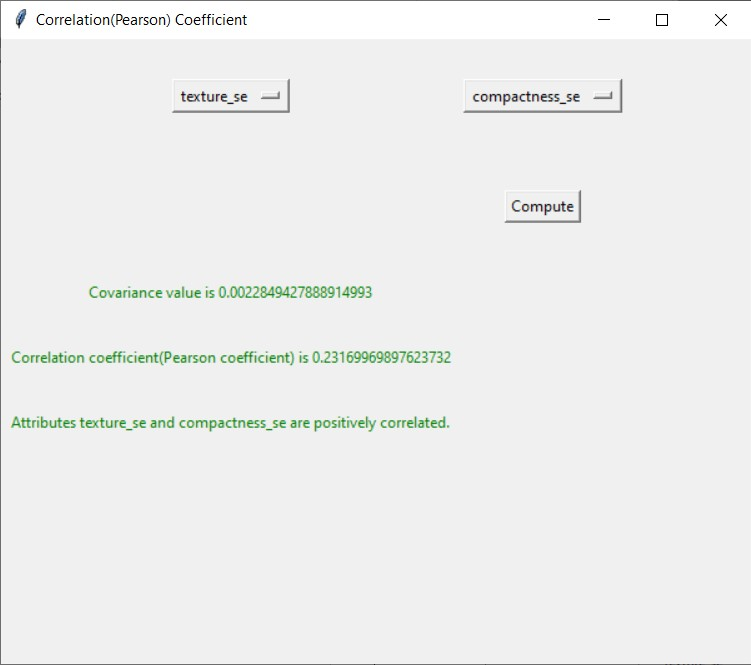 Correlation(Pearson) Coefficient
texture_se compactness_se
Compute
Covariance value is 0.0022849427888914993
Correlation coefficient(Pearson coefficient) is 0.23169969897623732
Attributes texture_se and compactness_se are positively correlated.